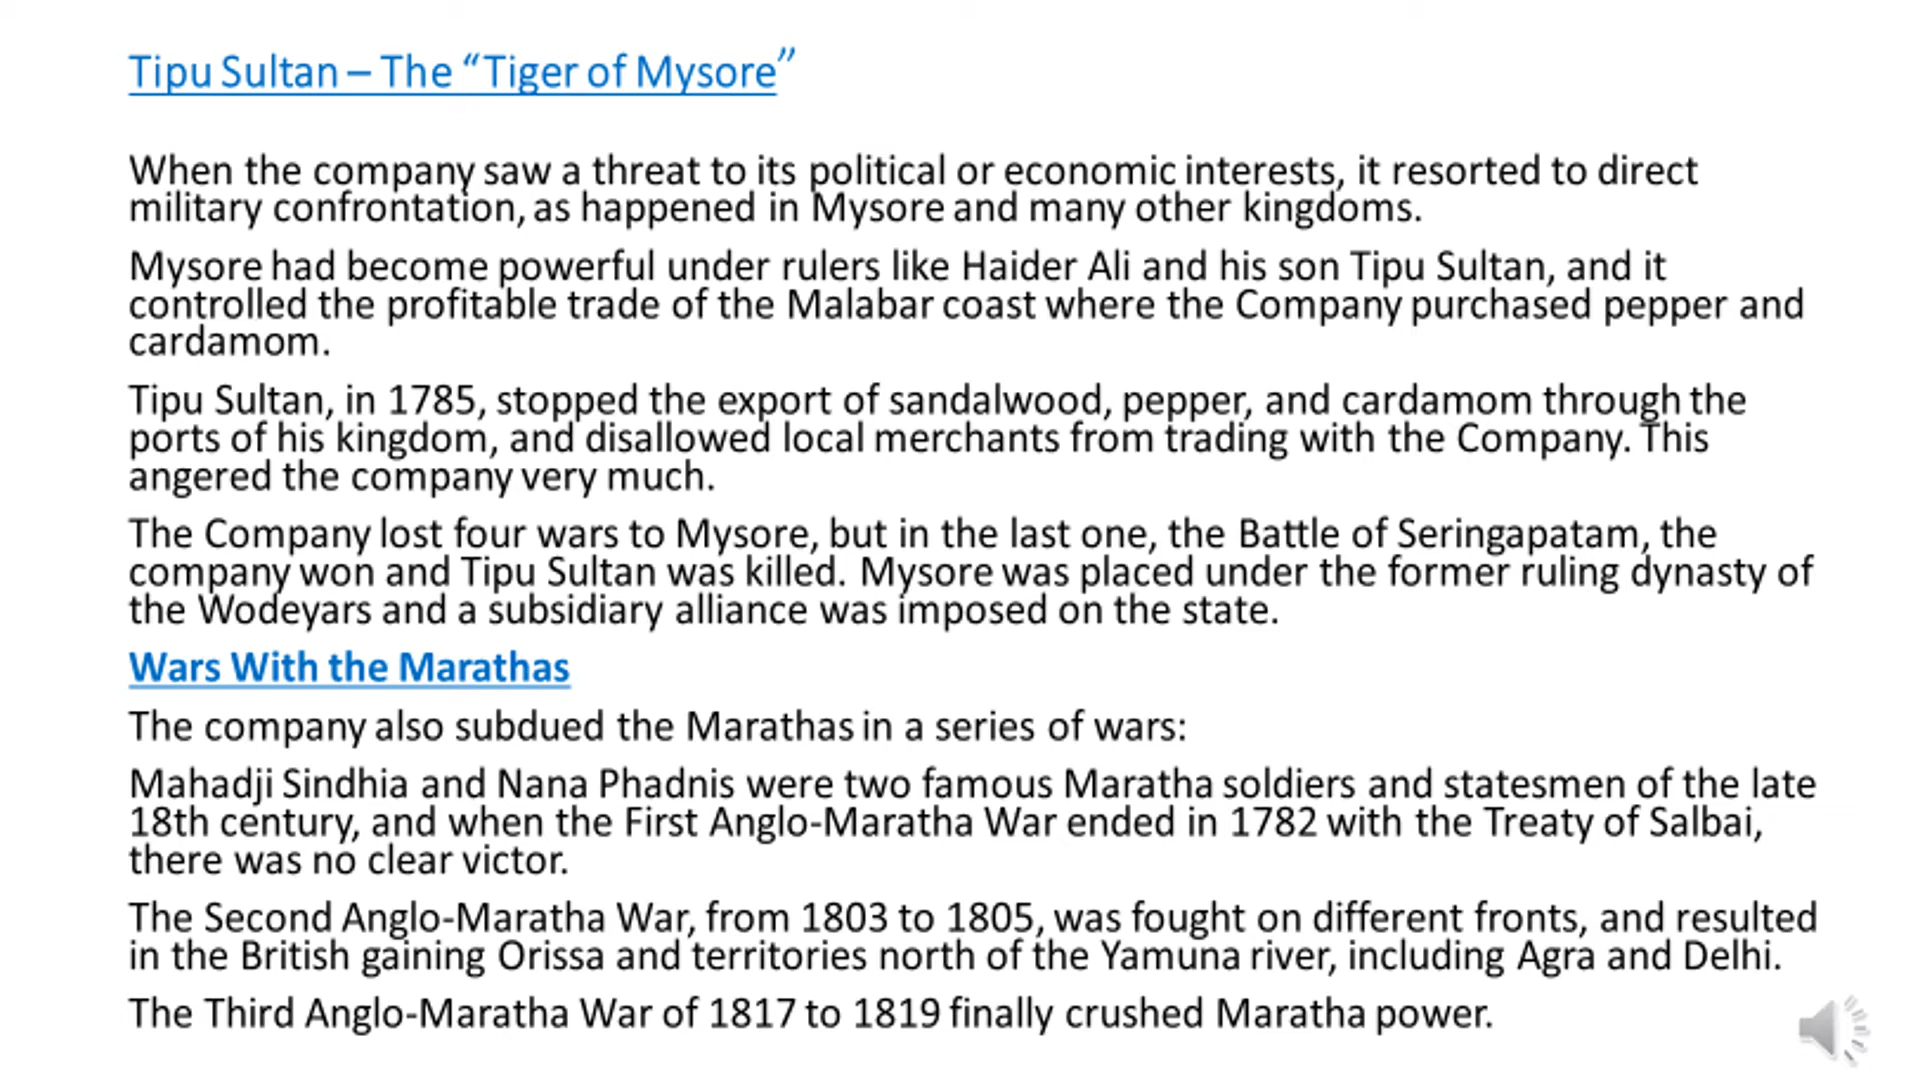 Tipu Sultan – The “Tiger of Mysore”
When the company saw a threat to its political or economic interests, it resorted to direct
military confrontation, as happened in Mysore and many other kingdoms.
Mysore had become powerful under rulers like Haider Ali and his son Tipu Sultan, and it
controlled the profitable trade of the Malabar coast where the Company purchased pepper and
cardamom.
Tipu Sultan, in 1785, stopped the export of sandalwood, pepper, and cardamom through the
ports of his kingdom, and disallowed local merchants from trading with the Company. This
angered the company very much.
The Company lost four wars to Mysore, but in the last one, the Battle of Seringapatam, the
company won and Tipu Sultan was killed. Mysore was placed under the former ruling dynasty of
the Wodeyars and a subsidiary alliance was imposed on the state.
Wars With the Marathas
The company also subdued the Marathas in a series of wars:
Mahadji Sindhia and Nana Phadnis were two famous Maratha soldiers and statesmen of the late
18th century, and when the First Anglo-Maratha War ended in 1782 with the Treaty of Salbai,
there was no clear victor.
The Second Anglo-Maratha War, from 1803 to 1805, was fought on different fronts, and resulted
in the British gaining Orissa and territories north of the Yamuna river, including Agra and Delhi.
The Third Anglo-Maratha War of 1817 to 1819 finally crushed Maratha power.